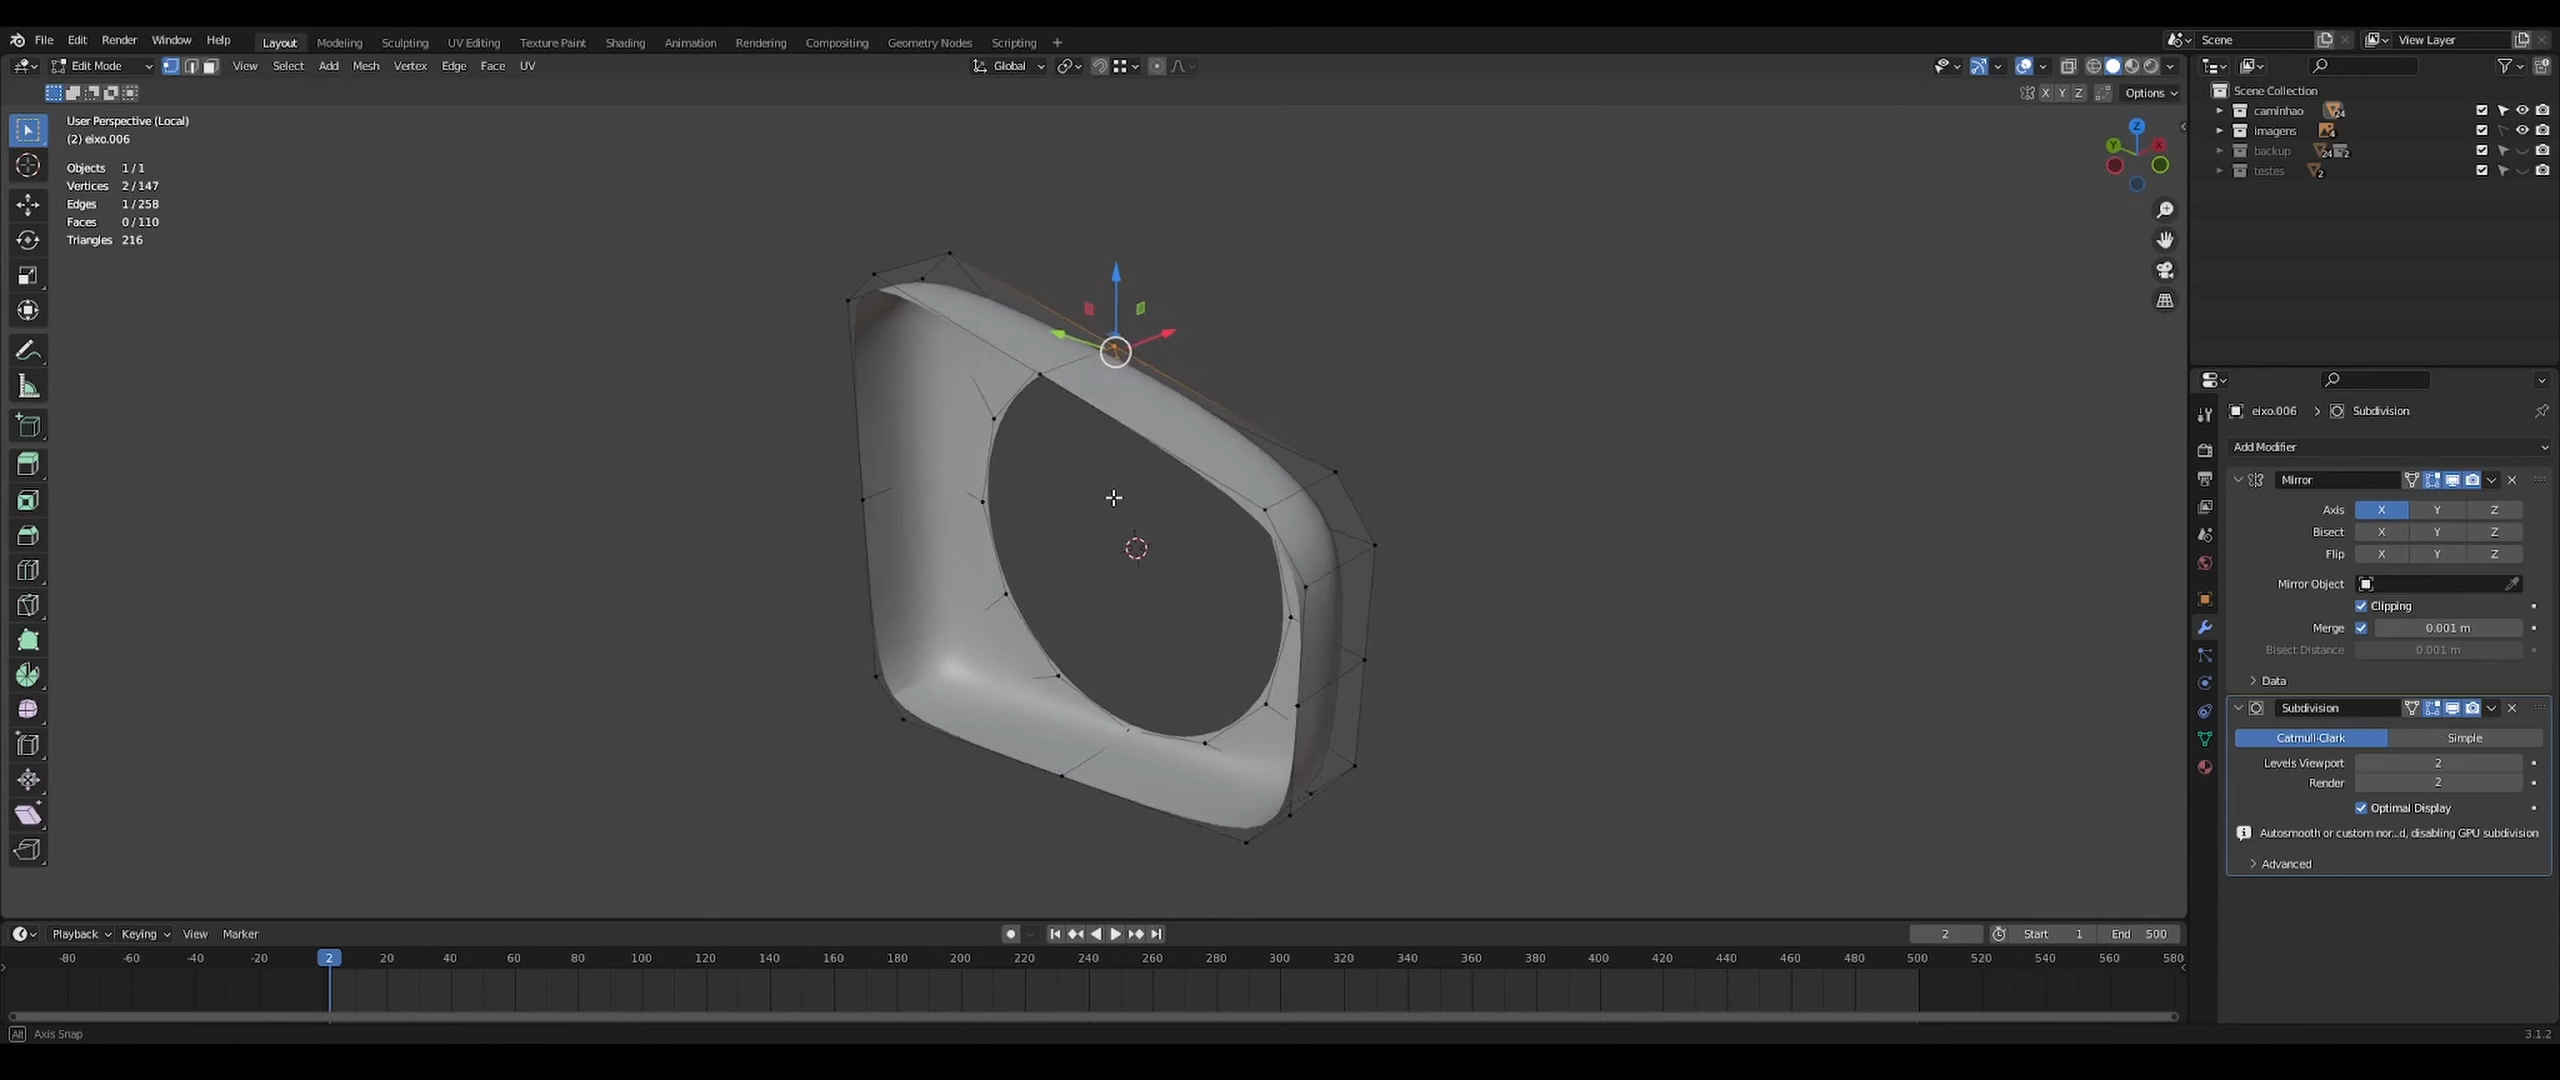 File Edit Render Window Help Layout Modeling Sculpting UV Editing Texture Paint Shading Animation Rendering Compositing Geometry Nodes Scripting + Scene View Layer
Edit Mode View Select Add Mesh Vertex Edge Face UV Global
X Y Z Options
User Perspective (Local)
(2) eixo.006
Objects 1/1
Vertices 2/147
Edges 1/258
Faces 0/110
Triangles 216
Z
Y X
Scene Collection
caminhao 24
imagens 4
backup 24 2
testes 2
eixo.006 > Subdivision
Add Modifier
Mirror
Axis X Y Z
Bisect X Y Z
Flip X Y Z
Mirror Object
Clipping
Merge 0.001 m
Bisect Distance 0.001 m
Data
Subdivision
Catmull-Clark Simple
Levels Viewport 2
Render 2
Optimal Display
Autosmooth or custom nor...d, disabling GPU subdivision
Advanced
Playback Keying View Marker 2 Start 1 End 500
-80 -60 -40 -20 2 20 40 60 80 100 120 140 160 180 200 220 240 260 280 300 320 340 360 380 400 420 440 460 480 500 520 540 560 580
Alt Axis Snap 3.1.2